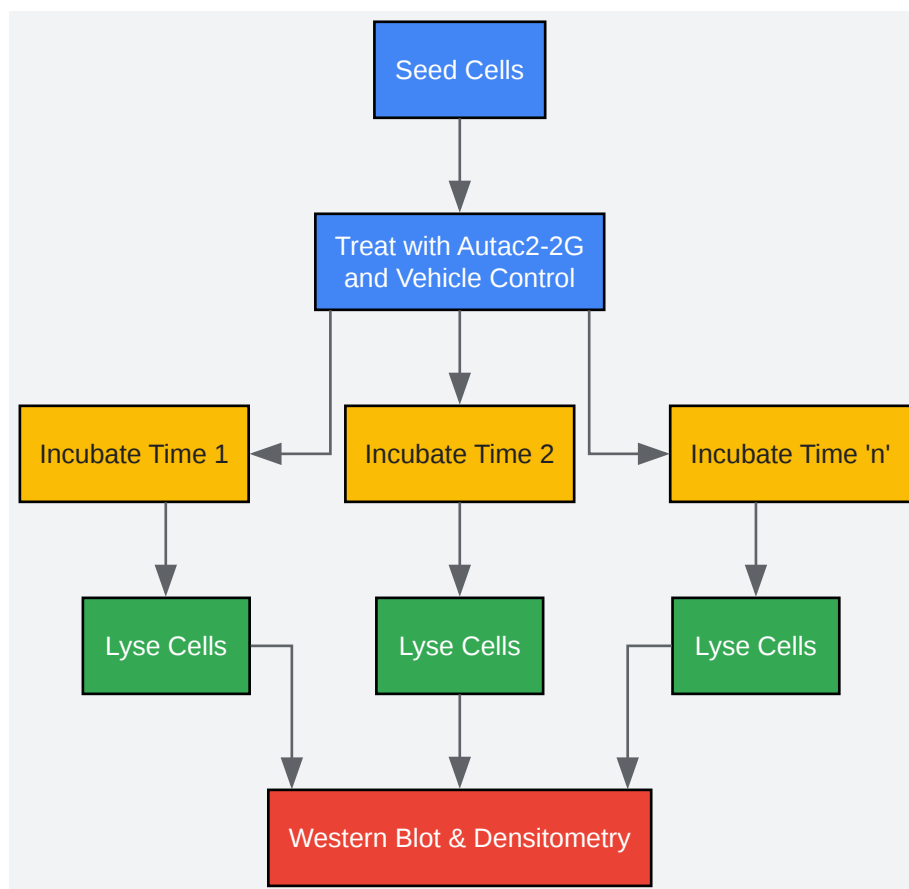 Seed Cells
Treat with Autac2-2G
and Vehicle Control
Incubate Time 1
Incubate Time 2
Incubate Time 'n'
Lyse Cells
Lyse Cells
Lyse Cells
Western Blot & Densitometry